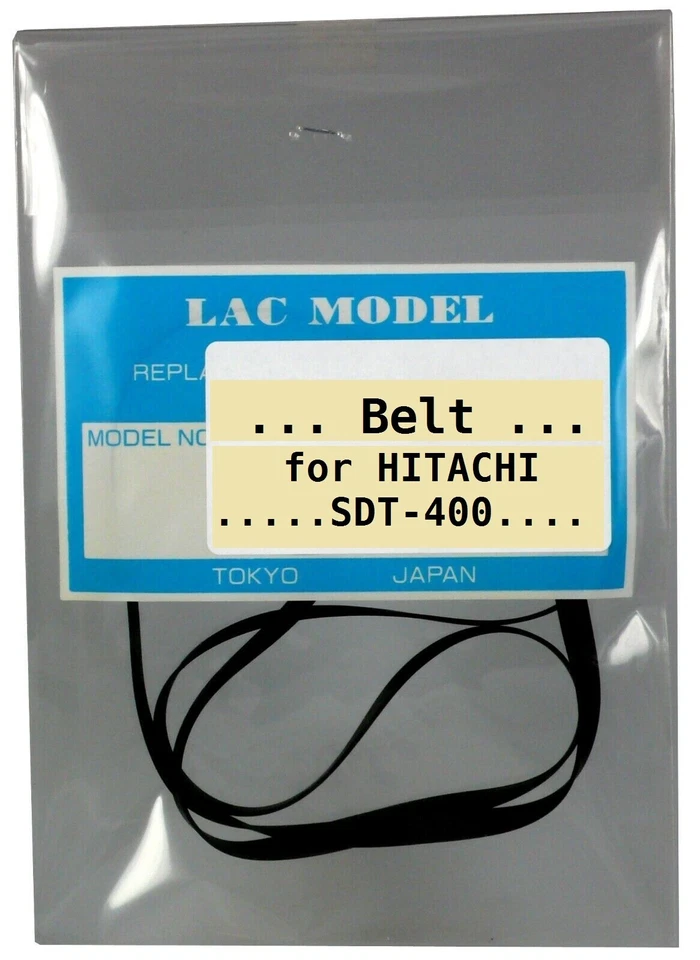 LAC MODEL
REPLA
MODEL NO
... Belt ...
for HITACHI
.....SDT-400....
TOKYO JAPAN